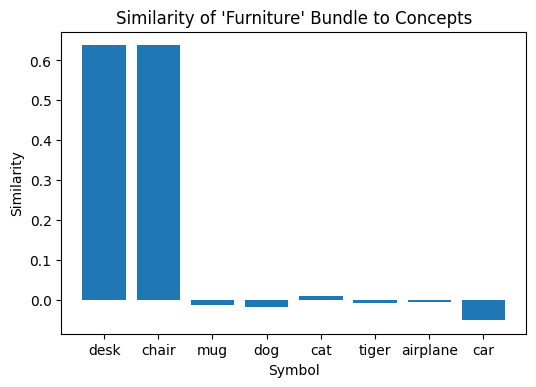 Similarity of 'Furniture' Bundle to Concepts
Similarity
0.6
0.5
0.4
0.3
0.2
0.1
0.0
desk chair mug dog cat tiger airplane car
Symbol